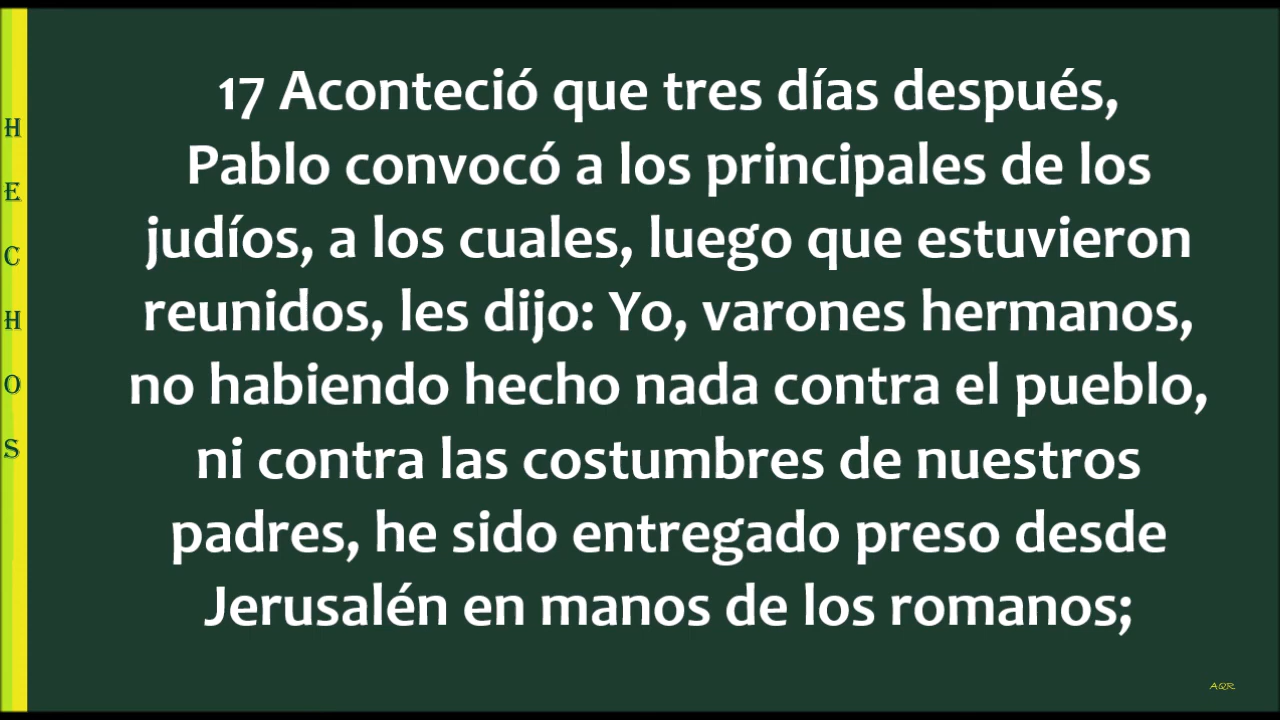 H
E
C
H
O
S
17 Aconteció que tres días después,
Pablo convocó a los principales de los
judíos, a los cuales, luego que estuvieron
reunidos, les dijo: Yo, varones hermanos,
no habiendo hecho nada contra el pueblo,
ni contra las costumbres de nuestros
padres, he sido entregado preso desde
Jerusalén en manos de los romanos;
AQR